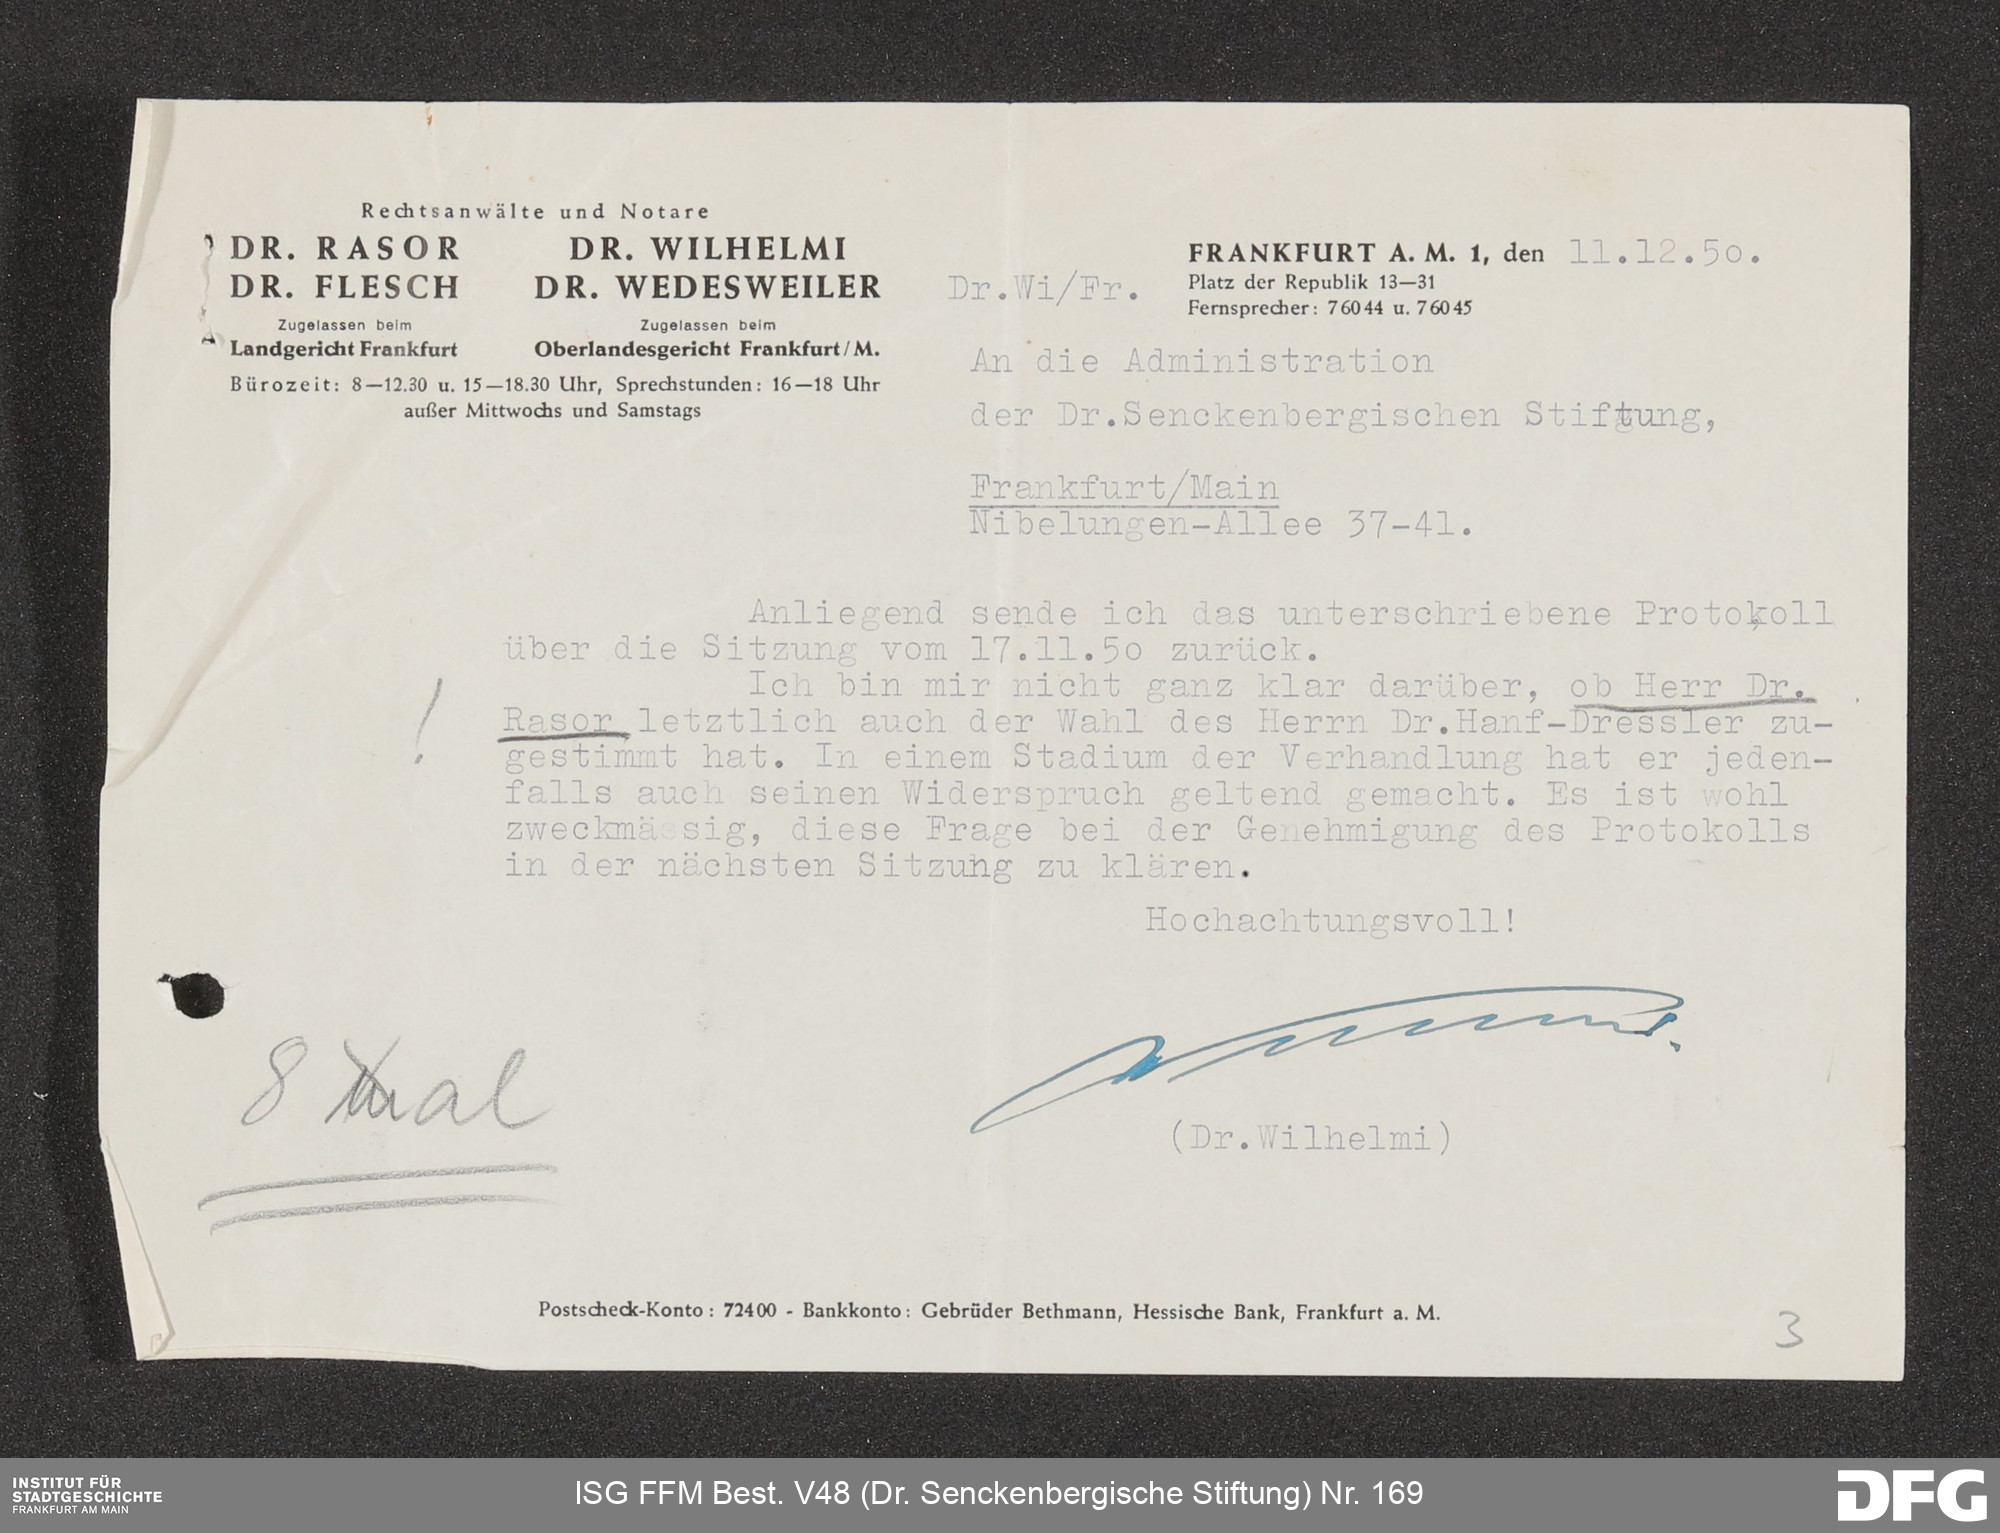 Rechtsanwälte und Notare
DR. RASOR DR. WILHELMI
DR. FLESCH DR. WEDESWEILER
Zugelassen beim Zugelassen beim
Landgericht Frankfurt Oberlandesgericht Frankfurt/M.
Bürozeit: 8—12.30 u. 15—18.30 Uhr, Sprechstunden: 16—18 Uhr
außer Mittwochs und Samstags
FRANKFURT A. M. 1, den 11.12.50.
Dr.Wi/Fr.
Platz der Republik 13—31
Fernsprecher: 76044 u. 76045
An die Administration
der Dr.Senckenbergischen Stiftung,
Frankfurt/Main
Nibelungen-Allee 37-41.
Anliegend sende ich das unterschriebene Protokoll
über die Sitzung vom 17.11.50 zurück.
Ich bin mir nicht ganz klar darüber, ob Herr Dr.
!
Rasor letztlich auch der Wahl des Herrn Dr.Hanf-Dressler zu-
gestimmt hat. In einem Stadium der Verhandlung hat er jeden-
falls auch seinen Widerspruch geltend gemacht. Es ist wohl
zweckmässig, diese Frage bei der Genehmigung des Protokolls
in der nächsten Sitzung zu klären.
Hochachtungsvoll!
8 mal
(Dr.Wilhelmi)
Postscheck-Konto: 72400 - Bankkonto: Gebrüder Bethmann, Hessische Bank, Frankfurt a. M.
3
INSTITUT FÜR
STADTGESCHICHTE
FRANKFURT AM MAIN
ISG FFM Best. V48 (Dr. Senckenbergische Stiftung) Nr. 169
DFG